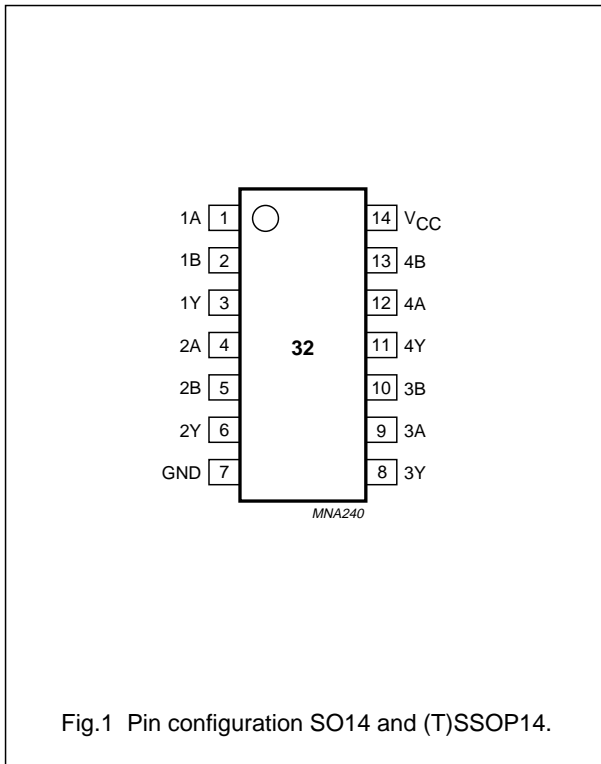 1A 1 14 VCC
1B 2 13 4B
1Y 3 12 4A
2A 4 32 11 4Y
2B 5 10 3B
2Y 6 9 3A
GND 7 8 3Y
MNA240
Fig.1 Pin configuration SO14 and (T)SSOP14.